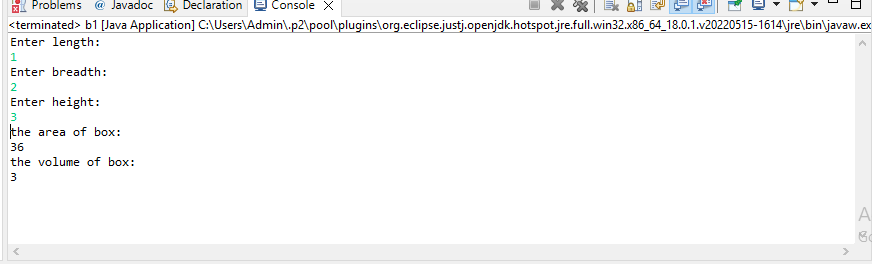 Problems @ Javadoc Declaration Console
<terminated> b1 [Java Application] C:\Users\Admin\.p2\pool\plugins\org.eclipse.justj.openjdk.hotspot.jre.full.win32.x86_64_18.0.1.v20220515-1614\jre\bin\javaw.ex
Enter length:
1
Enter breadth:
2
Enter height:
3
the area of box:
36
the volume of box:
3